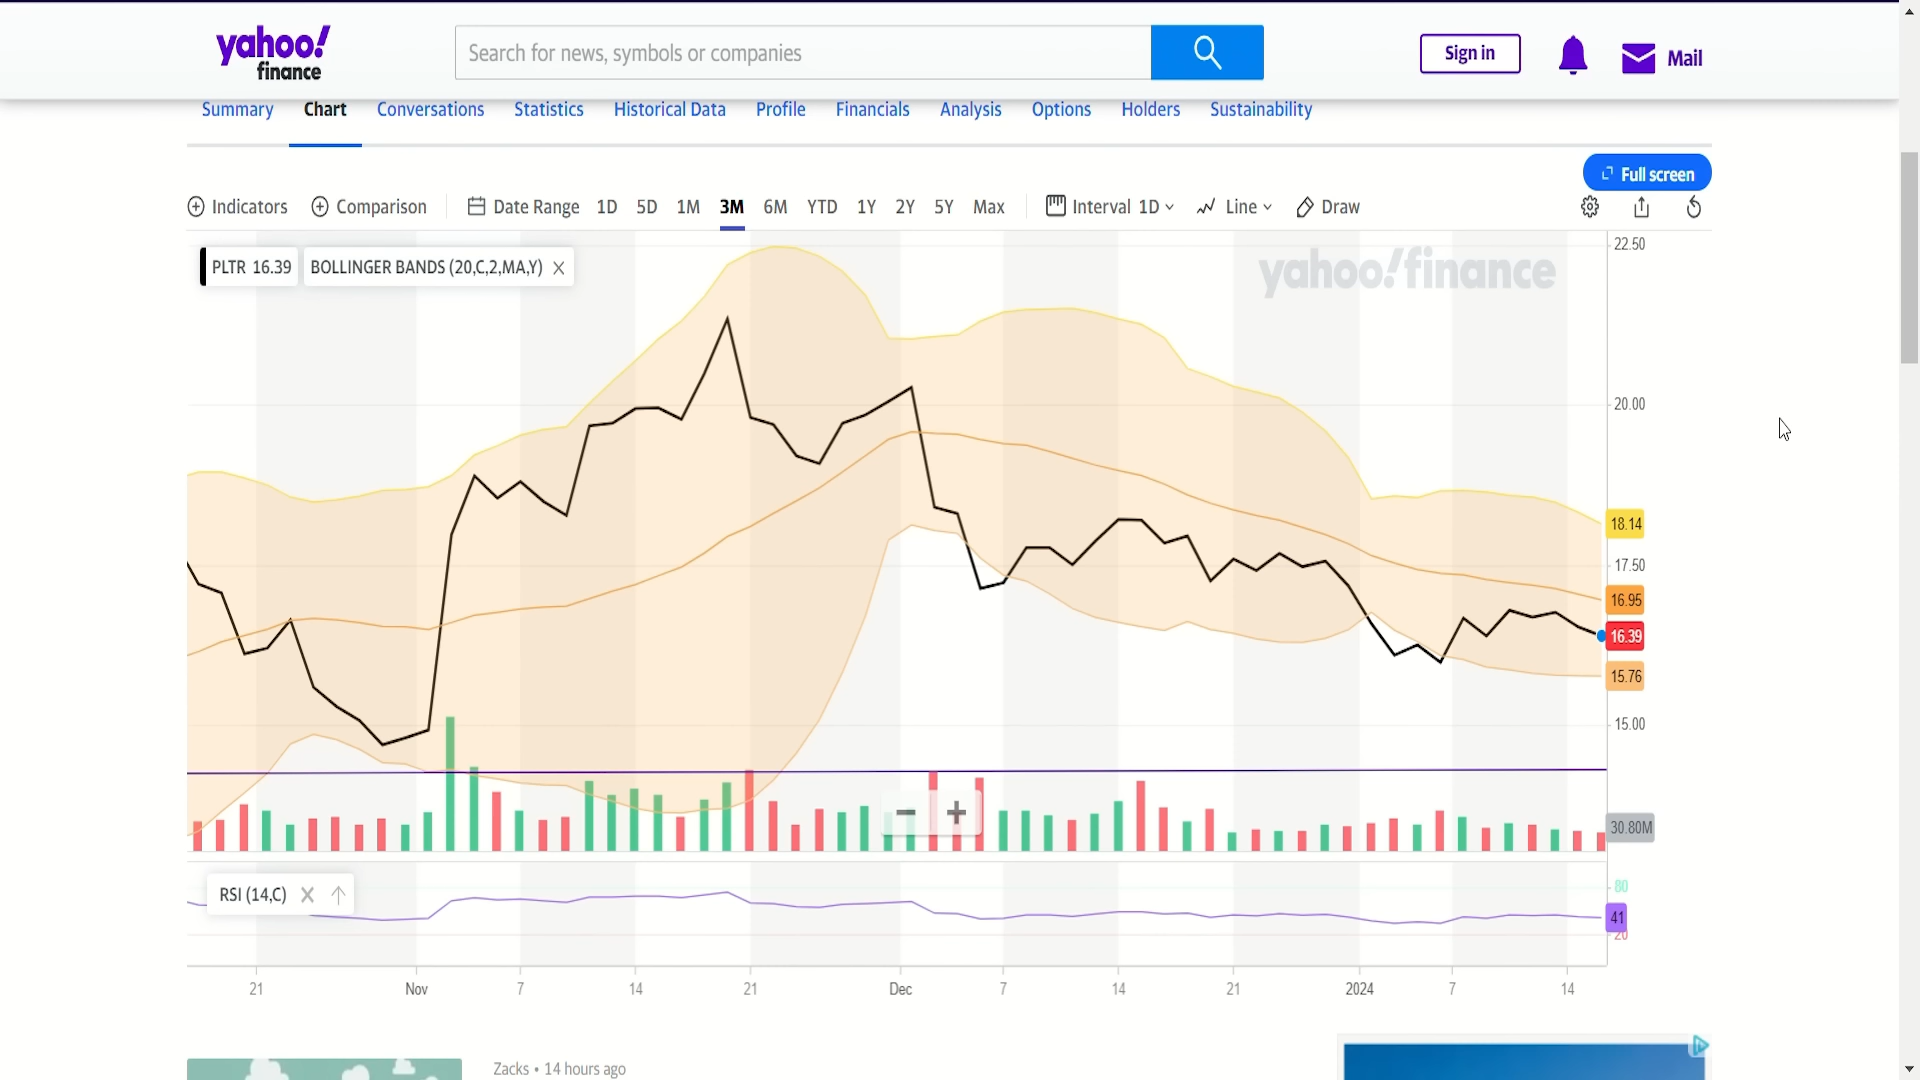 yahoo!
finance
Search for news, symbols or companies
Sign in
Mail
Summary Chart Conversations Statistics Historical Data Profile Financials Analysis Options Holders Sustainability
Full screen
Indicators Comparison Date Range 1D 5D 1M 3M 6M YTD 1Y 2Y 5Y Max Interval 1D Line Draw
PLTR 16.39 BOLLINGER BANDS (20,C,2,MA,Y)
yahoo!finance
22.50
20.00
18.14
17.50
16.95
16.39
15.76
15.00
30.80M
RSI (14,C)
80
41
20
21 Nov 7 14 21 Dec 7 14 21 2024 7 14
Zacks • 14 hours ago